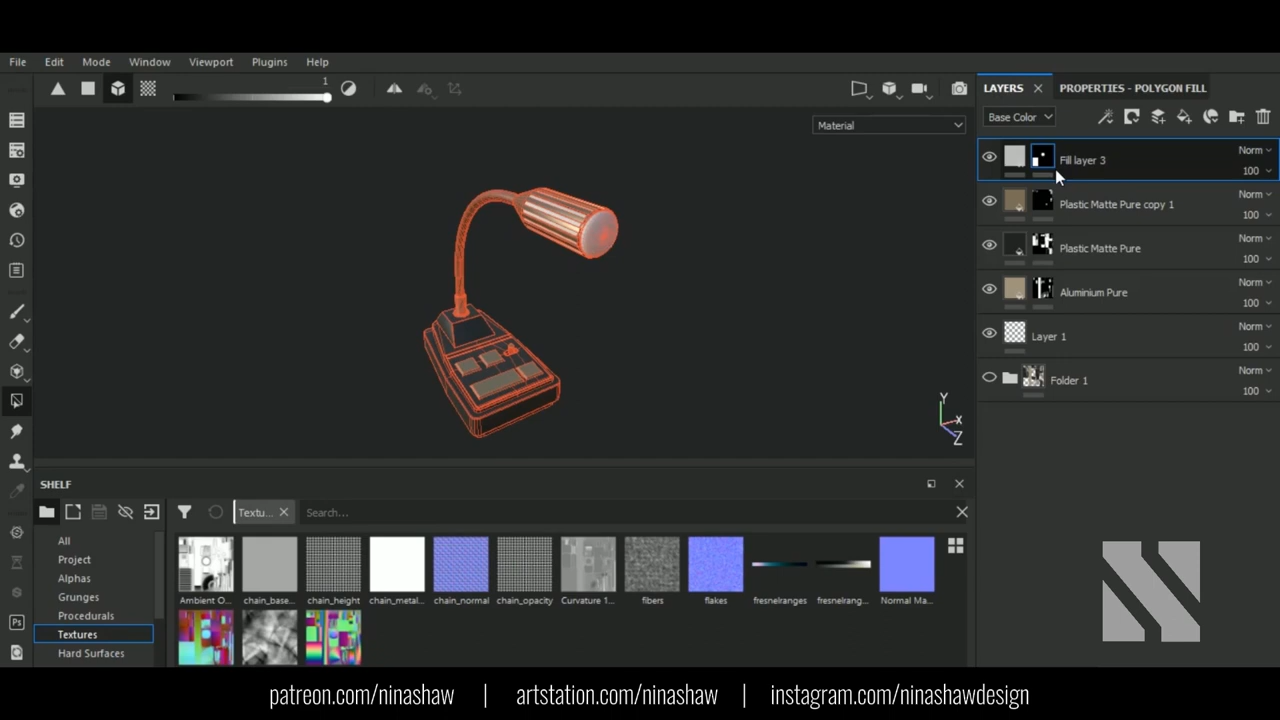 File Edit Mode Window Viewport Plugins Help
1
LAYERS PROPERTIES - POLYGON FILL
Material
Base Color
Fill layer 3 Norm 100
Plastic Matte Pure copy 1 Norm 100
Plastic Matte Pure Norm 100
Aluminium Pure Norm 100
Layer 1 Norm 100
Folder 1 Norm 100
Y
X
Z
SHELF
Textu... Search...
All
Project
Alphas
Grunges
Procedurals
Textures
Hard Surfaces
Ambient O... chain_base... chain_height chain_metal... chain_normal chain_opacity Curvature 1... fibers flakes fresnelranges fresnelrang... Normal Ma...
Ps
N
patreon.com/ninashaw | artstation.com/ninashaw | instagram.com/ninashawdesign